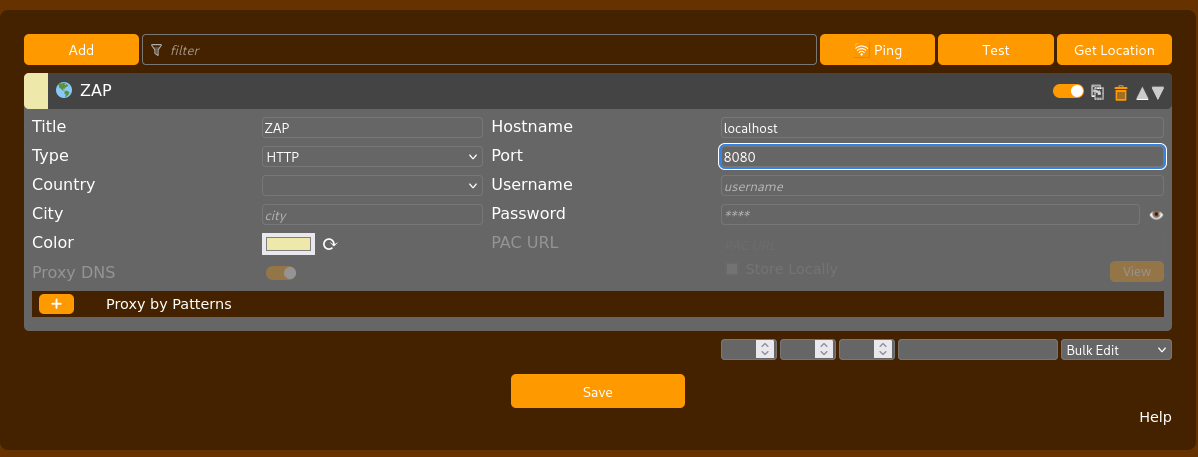 Add
filter
Ping
Test
Get Location
ZAP
Title
ZAP
Hostname
localhost
Type
HTTP
Port
8080
Country
Username
username
City
city
Password
****
Color
PAC URL
PAC URL
Proxy DNS
Store Locally
View
+
Proxy by Patterns
Bulk Edit
Save
Help